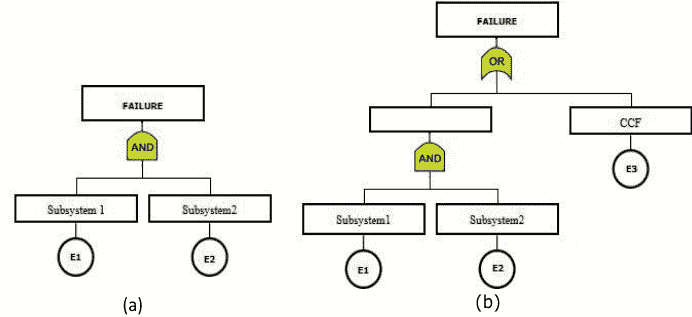 FAILURE
AND
Subsystem 1
Subsystem2
E1
E2
(a)
FAILURE
OR
CCF
E3
AND
Subsystem1
Subsystem2
E1
E2
(b)